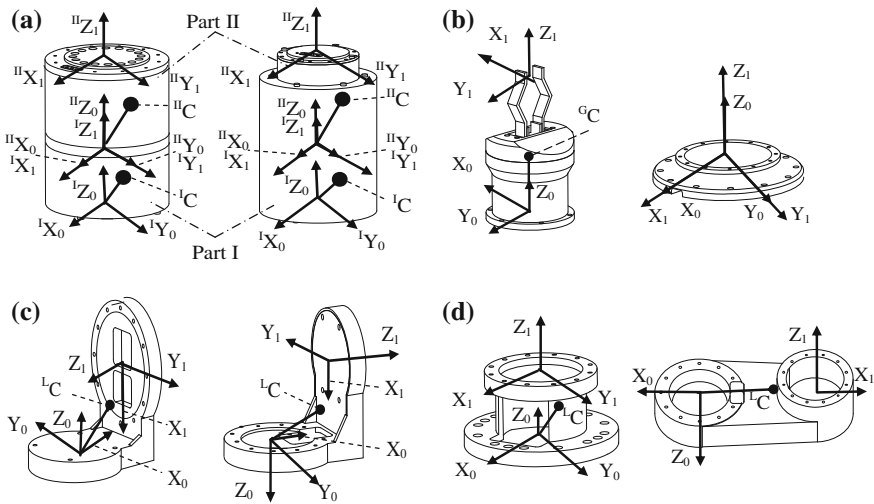 (a)
Part II
ᴵᴵZ₁
ᴵᴵX₁
ᴵᴵY₁
ᴵᴵC
ᴵᴵZ₀
ᴵZ₁
ᴵᴵX₀
ᴵX₁
ᴵᴵY₀
ᴵY₁
ᴵZ₀
ᴵC
ᴵX₀
ᴵY₀
Part I
ᴵᴵZ₁
ᴵᴵX₁
ᴵᴵY₁
ᴵᴵC
ᴵᴵZ₀
ᴵZ₁
ᴵᴵX₀
ᴵX₁
ᴵᴵY₀
ᴵY₁
ᴵZ₀
ᴵC
ᴵX₀
ᴵY₀
(b)
X₁
Z₁
Y₁
ᴳC
X₀
Z₀
Y₀
Z₁
Z₀
X₁
X₀
Y₀
Y₁
(c)
Z₁
Y₁
ᴸC
Y₀
Z₀
X₁
X₀
Y₁
Z₁
ᴸC
X₁
X₀
Z₀
Y₀
(d)
Z₁
X₁
Y₁
Z₀
ᴸC
X₀
Y₀
Z₁
X₀
X₁
ᴸC
Z₀